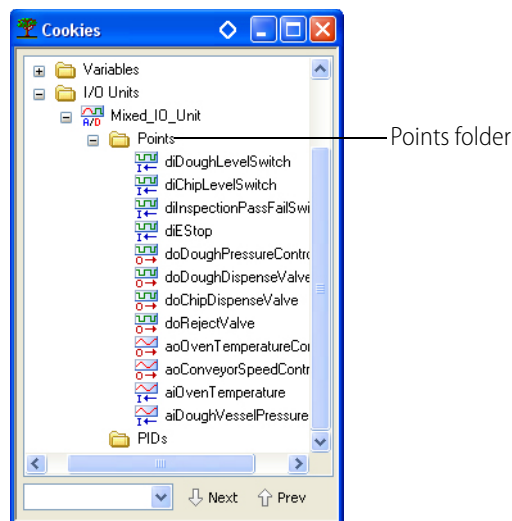 Cookies
Variables
I/O Units
A/D Mixed_IO_Unit
Points
Points folder
I diDoughLevelSwitch
I diChipLevelSwitch
I diInspectionPassFailSwi
I diEStop
O doDoughPressureContro
O doDoughDispenseValve
O doChipDispenseValve
O doRejectValve
O aoOvenTemperatureCon
O aoConveyorSpeedContr
I aiOvenTemperature
I aiDoughVesselPressure
PIDs
Next Prev